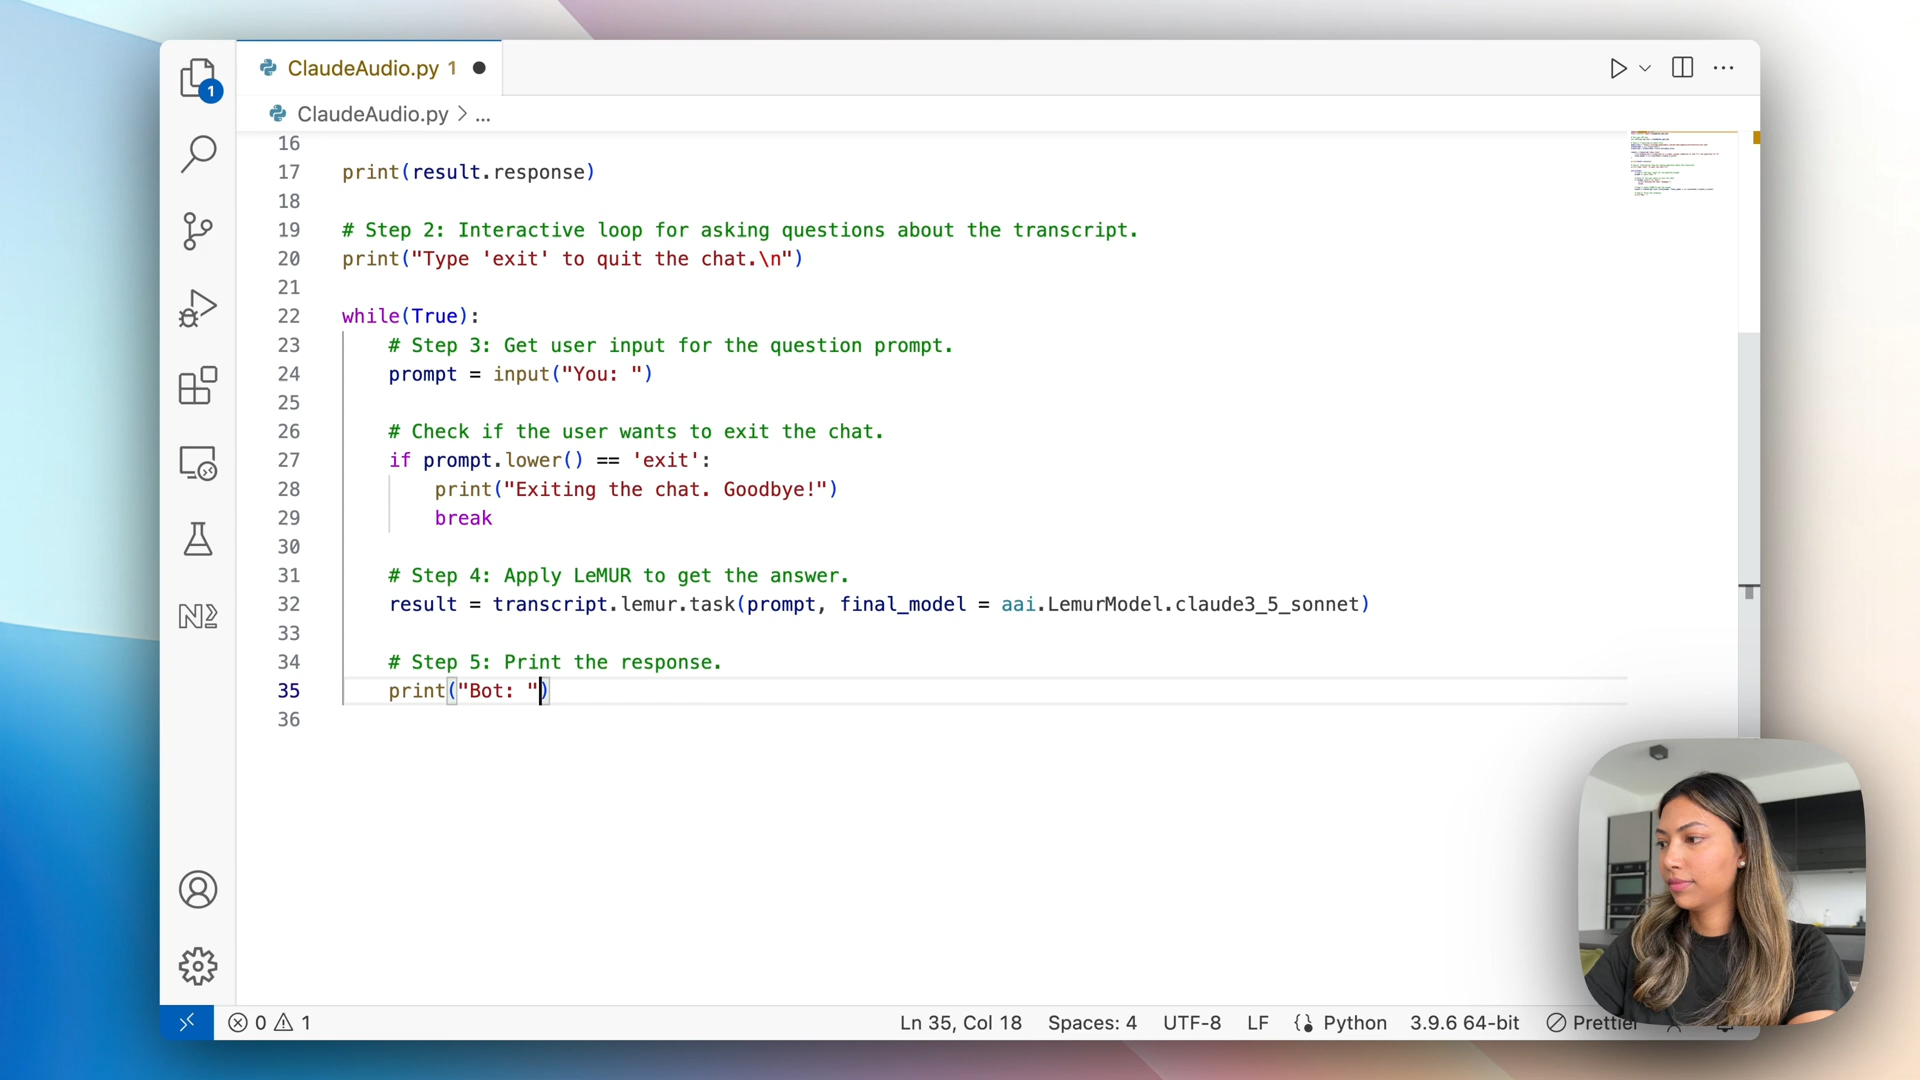 ClaudeAudio.py 1
1
ClaudeAudio.py > ...
16
17 print(result.response)
18
19 # Step 2: Interactive loop for asking questions about the transcript.
20 print("Type 'exit' to quit the chat.\n")
21
22 while(True):
23 # Step 3: Get user input for the question prompt.
24 prompt = input("You: ")
25
26 # Check if the user wants to exit the chat.
27 if prompt.lower() == 'exit':
28 print("Exiting the chat. Goodbye!")
29 break
30
31 # Step 4: Apply LeMUR to get the answer.
32 result = transcript.lemur.task(prompt, final_model = aai.LemurModel.claude3_5_sonnet)
33
34 # Step 5: Print the response.
35 print("Bot: ")
36
0 1 Ln 35, Col 18 Spaces: 4 UTF-8 LF Python 3.9.6 64-bit Prettier